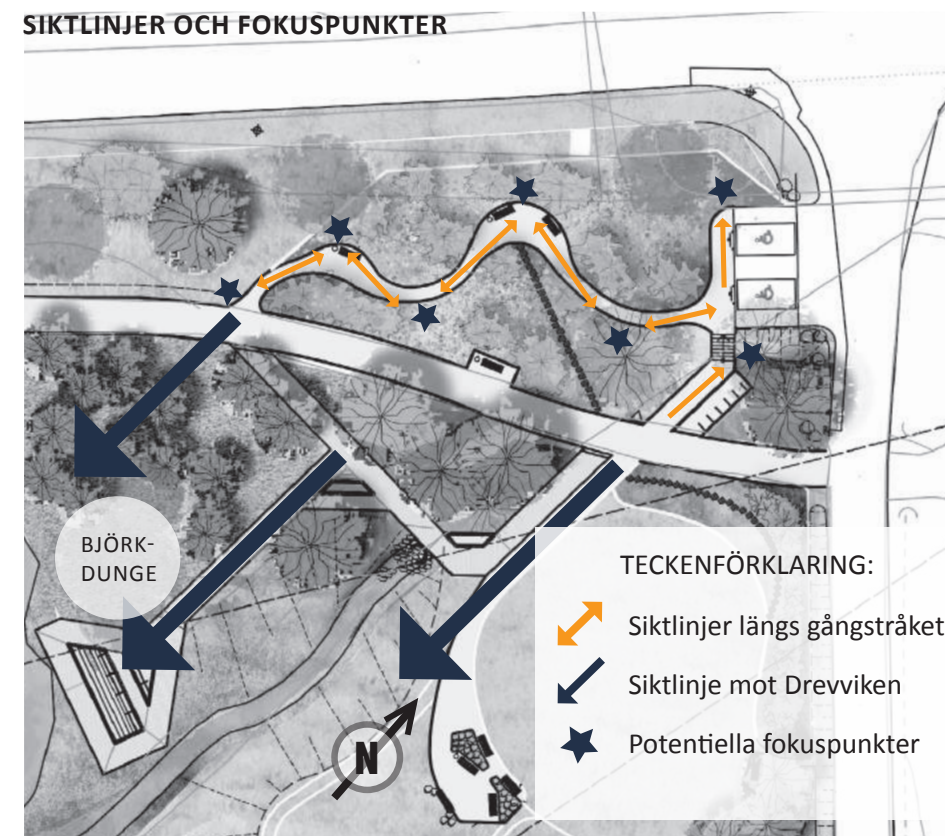 SIKTLINJER OCH FOKUSPUNKTER
BJÖRK-
DUNGE
TECKENFÖRKLARING:
Siktlinjer längs gångstråket
Siktlinje mot Drevviken
Potentiella fokuspunkter
N